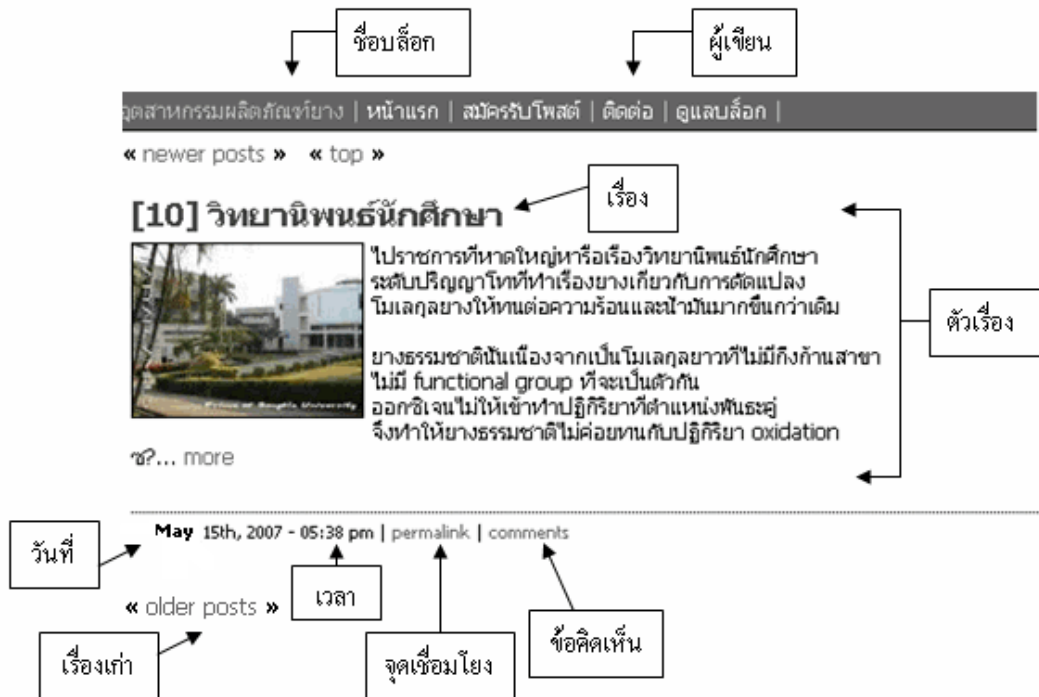 ชื่อบล็อก
ผู้เขียน
อุตสาหกรรมผลิตภัณฑ์ยาง | หน้าแรก | สมัครรับโพสต์ | ติดต่อ | ดูแลบล็อก |
« newer posts » « top »
เรื่อง
[10] วิทยานิพนธ์นักศึกษา
ไปราชการที่หาดใหญ่หารือเรื่องวิทยานิพนธ์นักศึกษา
ระดับปริญญาโทที่ทำเรื่องยางเกี่ยวกับการดัดแปลง
โมเลกุลยางให้ทนต่อความร้อนและน้ำมันมากขึ้นกว่าเดิม
ตัวเรื่อง
ยางธรรมชาตินั้นเนื่องจากเป็นโมเลกุลยาวที่ไม่มีกิ่งก้านสาขา
ไม่มี functional group ที่จะเป็นตัวกัน
ออกซิเจนไม่ให้เข้าทำปฏิกิริยาที่ตำแหน่งพันธะคู่
จึงทำให้ยางธรรมชาติไม่ค่อยทนกับปฏิกิริยา oxidation
Prince of Songkla University
ซ?... more
May 15th, 2007 - 05:38 pm | permalink | comments
วันที่
เวลา
« older posts »
ข้อคิดเห็น
เรื่องเก่า
จุดเชื่อมโยง